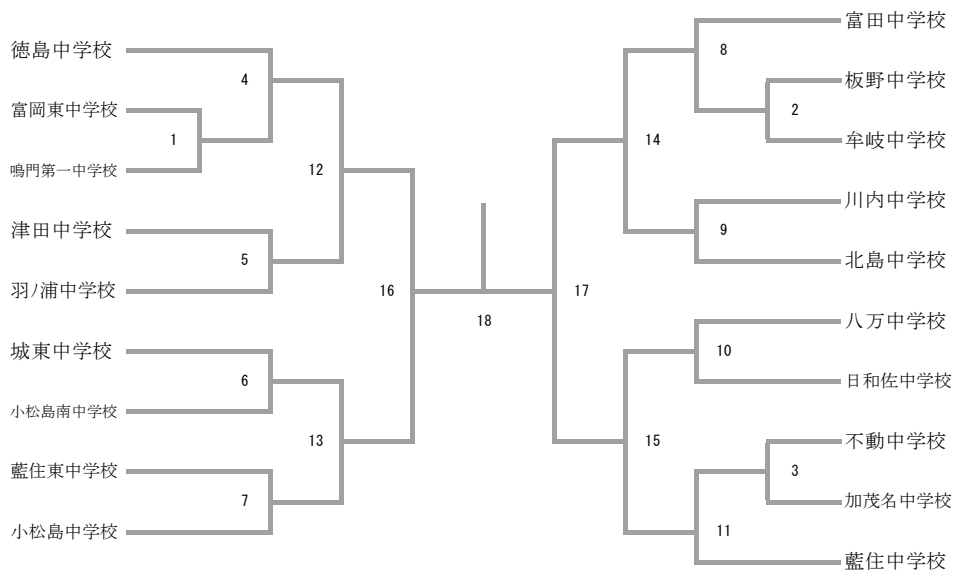 徳島中学校
4
富岡東中学校
1
鳴門第一中学校
12
津田中学校
5
羽ノ浦中学校
16
城東中学校
6
小松島南中学校
13
藍住東中学校
7
小松島中学校
18
富田中学校
8
板野中学校
2
牟岐中学校
14
川内中学校
9
北島中学校
17
八万中学校
10
日和佐中学校
15
不動中学校
3
加茂名中学校
11
藍住中学校